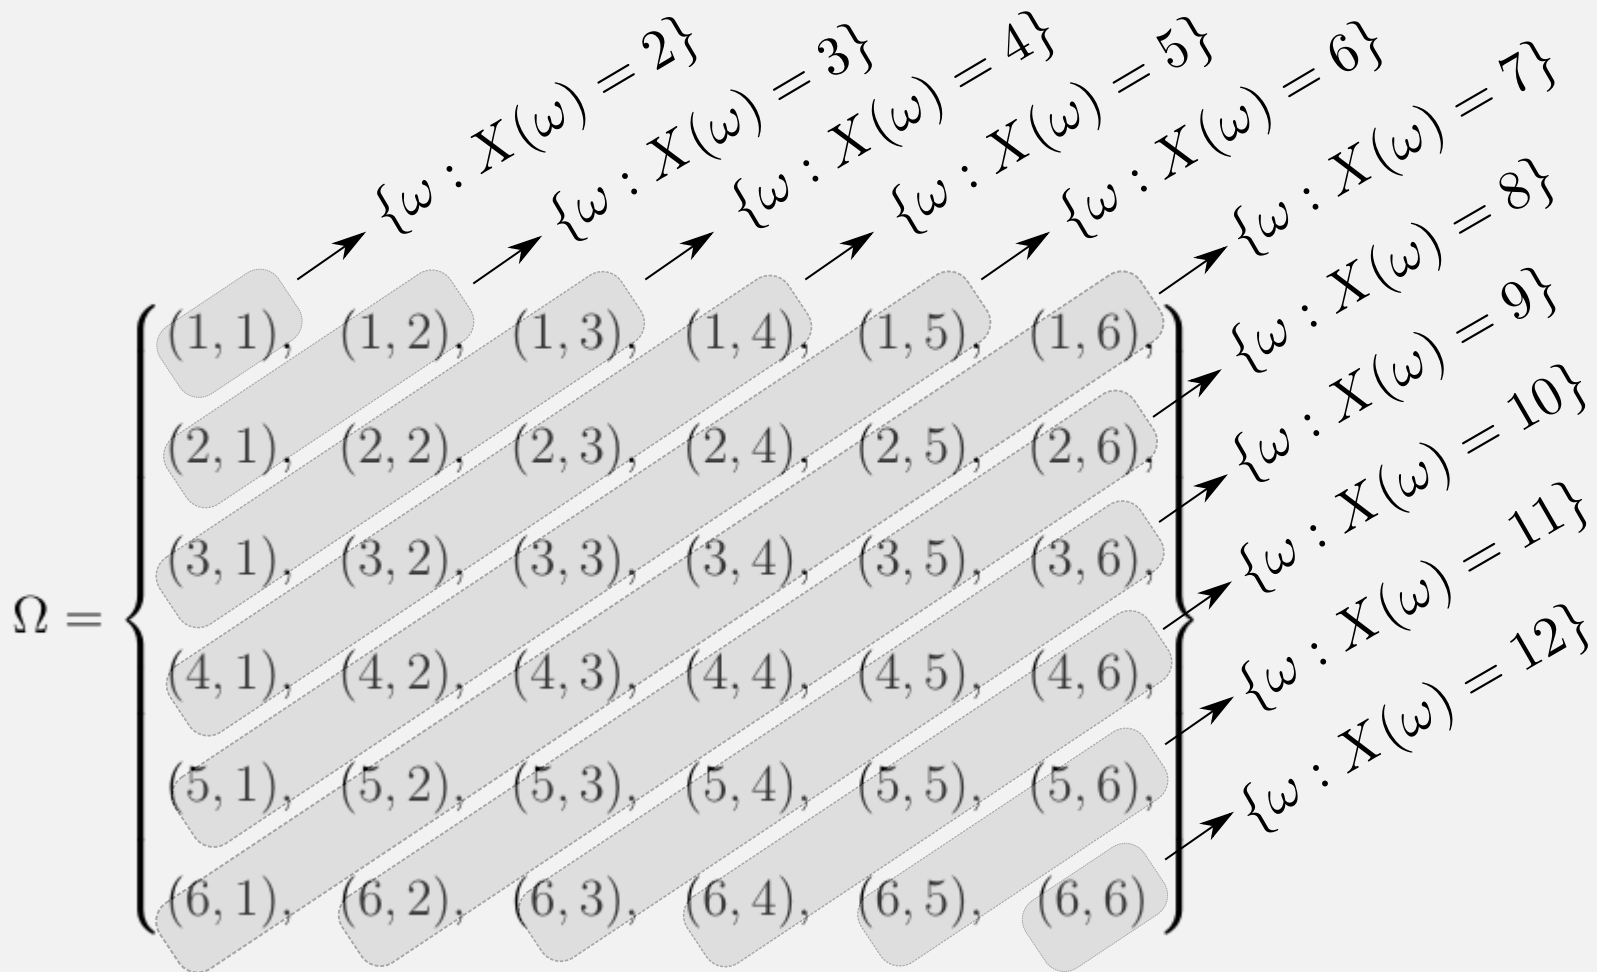 {ω : X(ω) = 2}
{ω : X(ω) = 3}
{ω : X(ω) = 4}
{ω : X(ω) = 5}
{ω : X(ω) = 6}
{ω : X(ω) = 7}
{ω : X(ω) = 8}
{ω : X(ω) = 9}
{ω : X(ω) = 10}
{ω : X(ω) = 11}
{ω : X(ω) = 12}
Ω = {
(1, 1), (1, 2), (1, 3), (1, 4), (1, 5), (1, 6),
(2, 1), (2, 2), (2, 3), (2, 4), (2, 5), (2, 6),
(3, 1), (3, 2), (3, 3), (3, 4), (3, 5), (3, 6),
(4, 1), (4, 2), (4, 3), (4, 4), (4, 5), (4, 6),
(5, 1), (5, 2), (5, 3), (5, 4), (5, 5), (5, 6),
(6, 1), (6, 2), (6, 3), (6, 4), (6, 5), (6, 6)
}